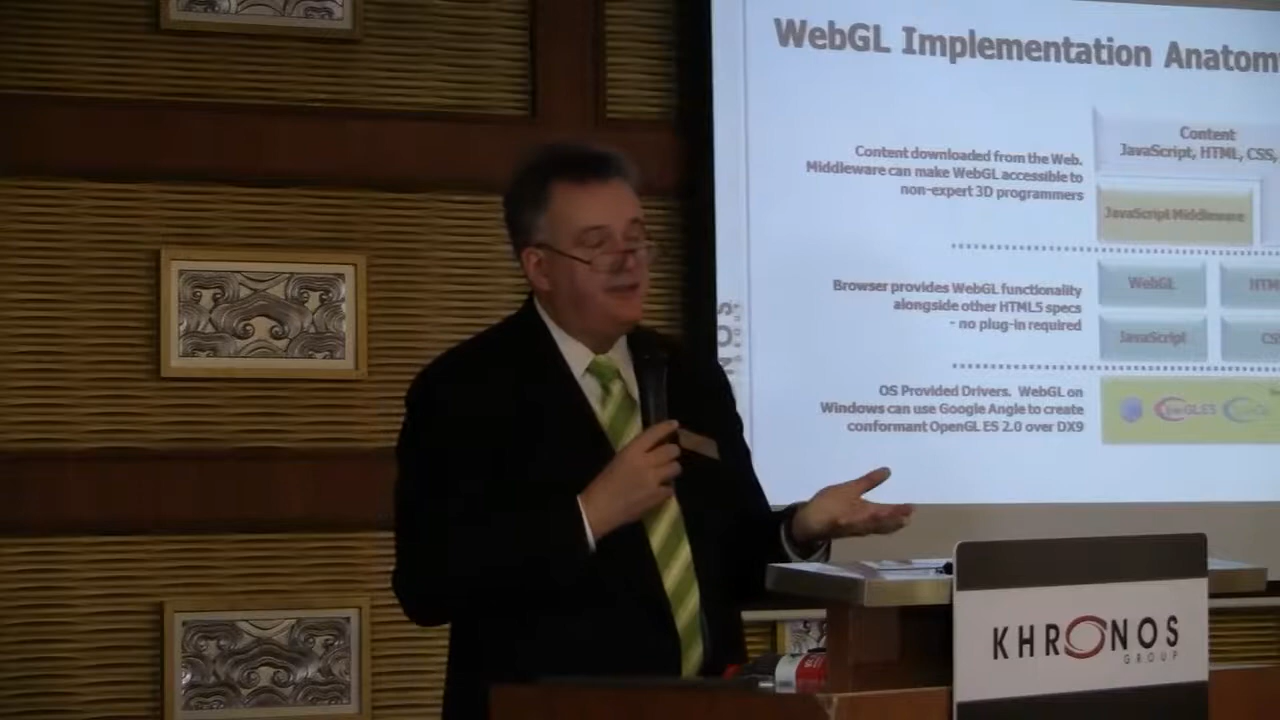 WebGL Implementation Anatom
Content downloaded from the Web.
Middleware can make WebGL accessible to
non-expert 3D programmers
Content
JavaScript, HTML, CSS,
JavaScript Middleware
Browser provides WebGL functionality
alongside other HTML5 specs
- no plug-in required
WebGL
HTM
JavaScript
CS
OS Provided Drivers. WebGL on
Windows can use Google Angle to create
conformant OpenGL ES 2.0 over DX9
KHRONOS
GROUP